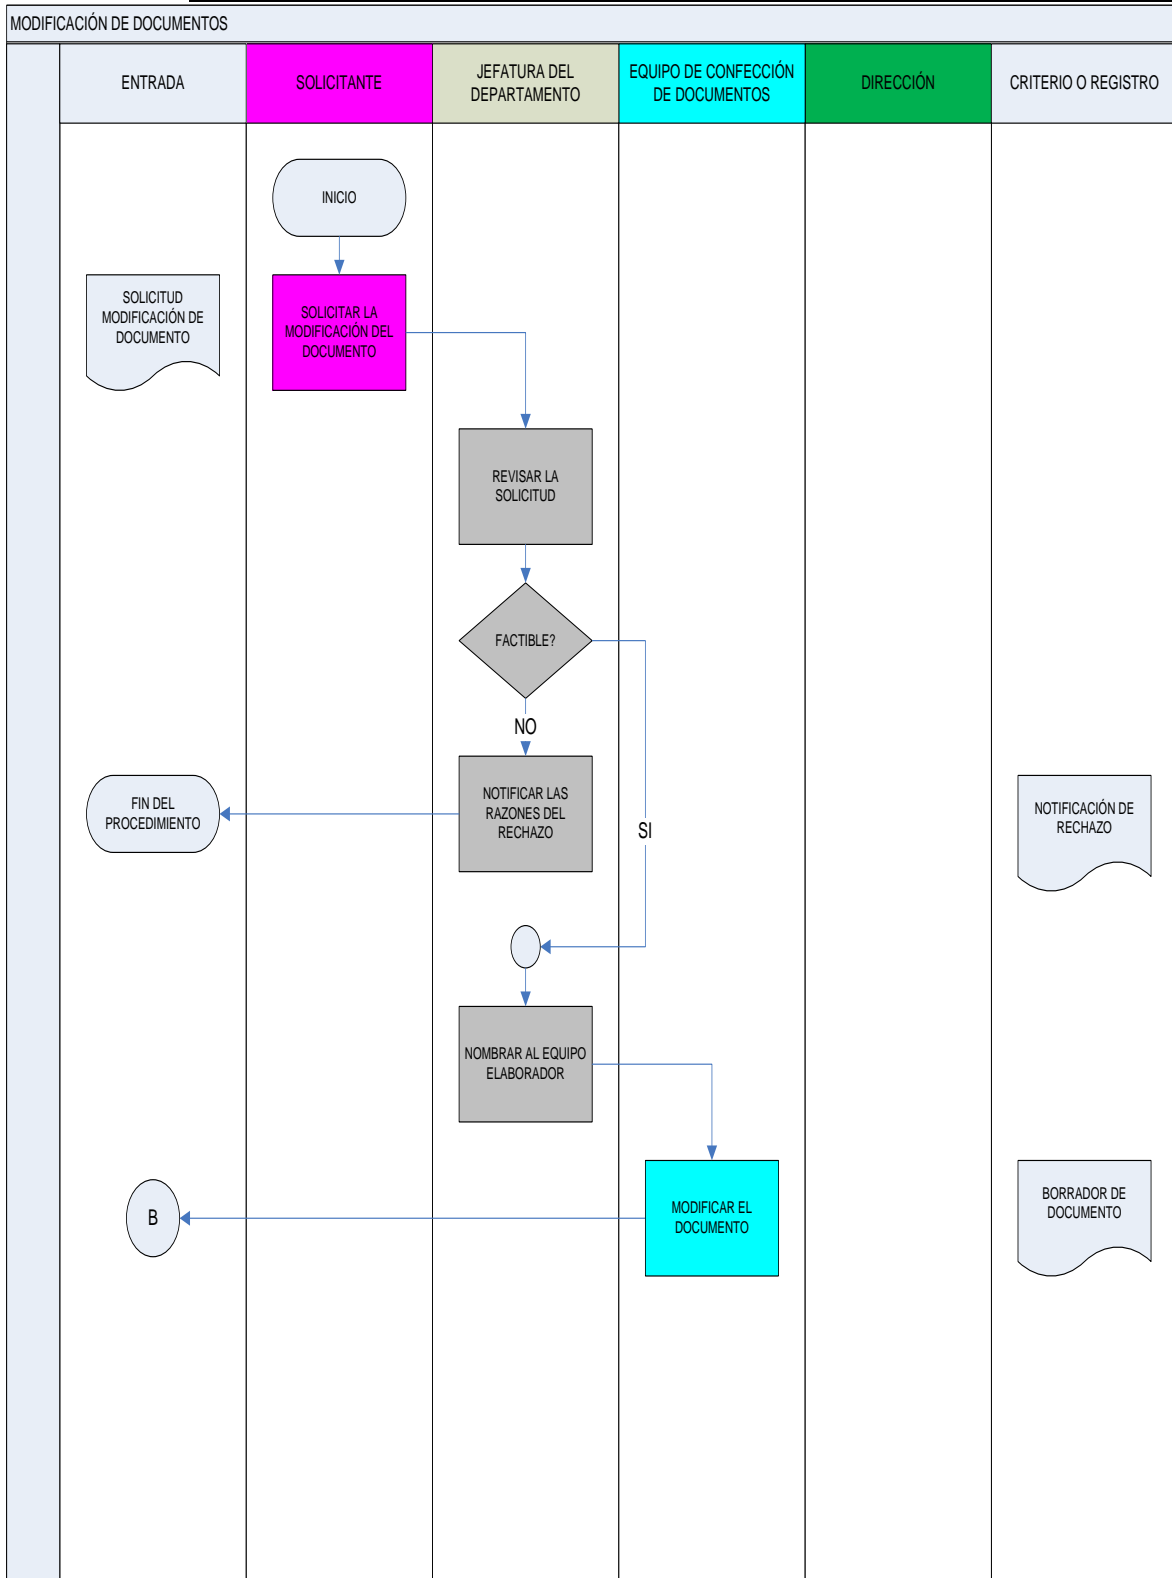 MODIFICACIÓN DE DOCUMENTOS
ENTRADA
SOLICITANTE
JEFATURA DEL
DEPARTAMENTO
EQUIPO DE CONFECCIÓN
DE DOCUMENTOS
DIRECCIÓN
CRITERIO O REGISTRO
INICIO
SOLICITUD
MODIFICACIÓN DE
DOCUMENTO
SOLICITAR LA
MODIFICACIÓN DEL
DOCUMENTO
REVISAR LA
SOLICITUD
FACTIBLE?
NO
FIN DEL
PROCEDIMIENTO
NOTIFICAR LAS
RAZONES DEL
RECHAZO
SI
NOTIFICACIÓN DE
RECHAZO
NOMBRAR AL EQUIPO
ELABORADOR
B
MODIFICAR EL
DOCUMENTO
BORRADOR DE
DOCUMENTO